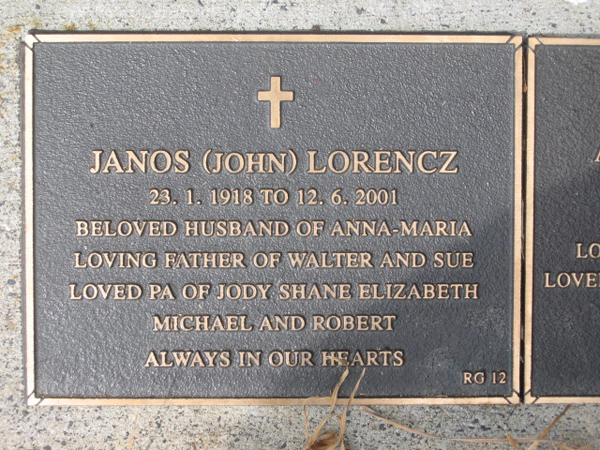 JANOS (JOHN) LORENCZ
23. 1. 1918 TO 12. 6. 2001
BELOVED HUSBAND OF ANNA-MARIA
LOVING FATHER OF WALTER AND SUE
LOVED PA OF JODY SHANE ELIZABETH
MICHAEL AND ROBERT
ALWAYS IN OUR HEARTS
RG 12